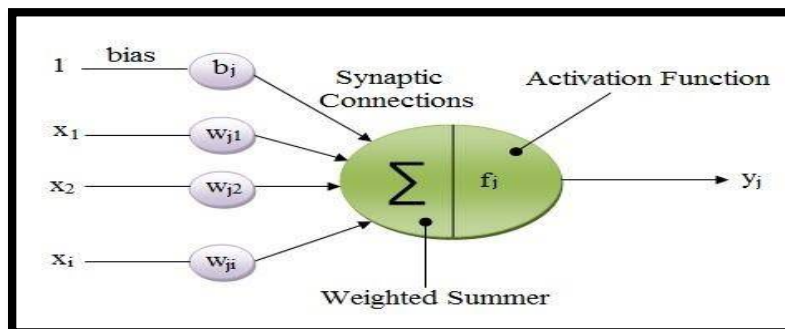 1 bias bj
Synaptic
Connections
Activation Function
x1 wj1
x2 wj2
∑ fj
yj
xi wji
Weighted Summer